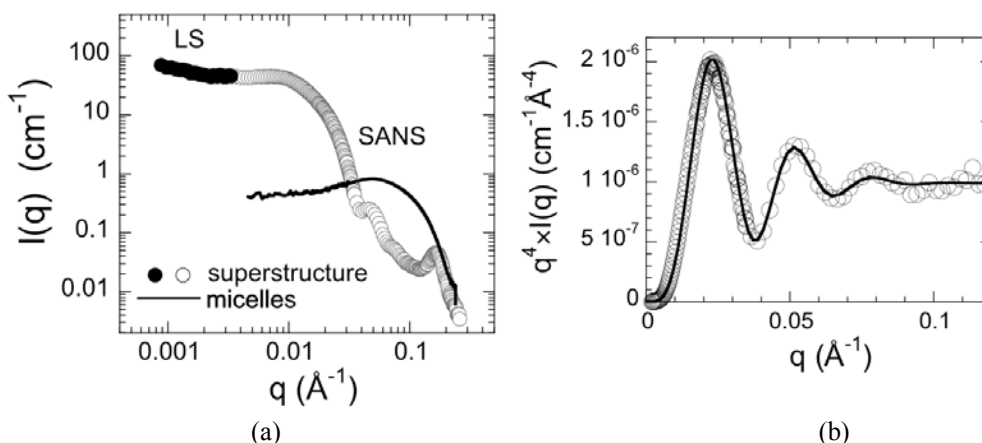 LS
SANS
● ○ superstructure
— micelles
I(q) (cm⁻¹)
100
10
1
0.1
0.01
0.001 0.01 0.1
q (Å⁻¹)
(a)
q⁴×I(q) (cm⁻¹Å⁻⁴)
2 10⁻⁶
1.5 10⁻⁶
1 10⁻⁶
5 10⁻⁷
0
0 0.05 0.1
q (Å⁻¹)
(b)